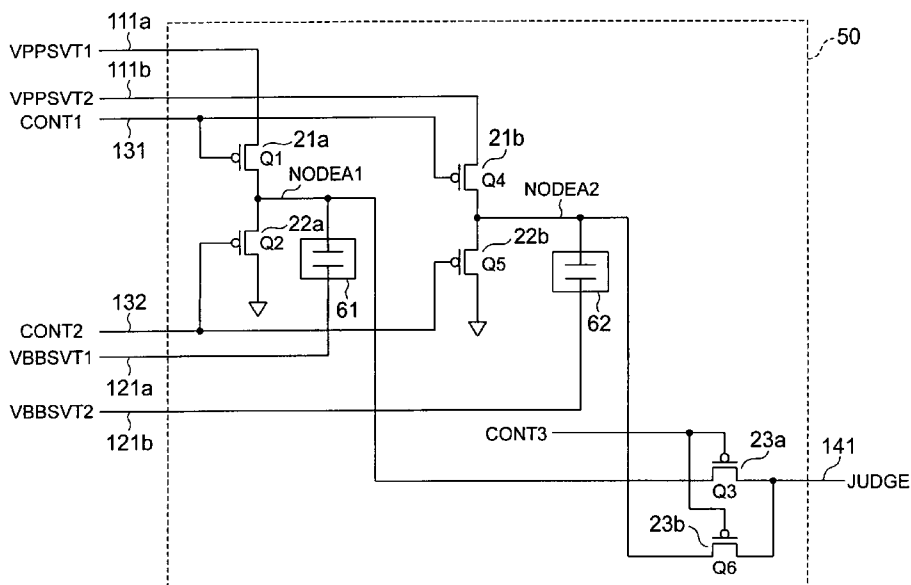 111a
50
VPPSVT1
111b
VPPSVT2
CONT1
131
21a
Q1
21b
Q4
NODEA1
NODEA2
22a
Q2
22b
Q5
61
62
132
CONT2
VBBSVT1
121a
VBBSVT2
121b
CONT3
23a
141
Q3
JUDGE
23b
Q6